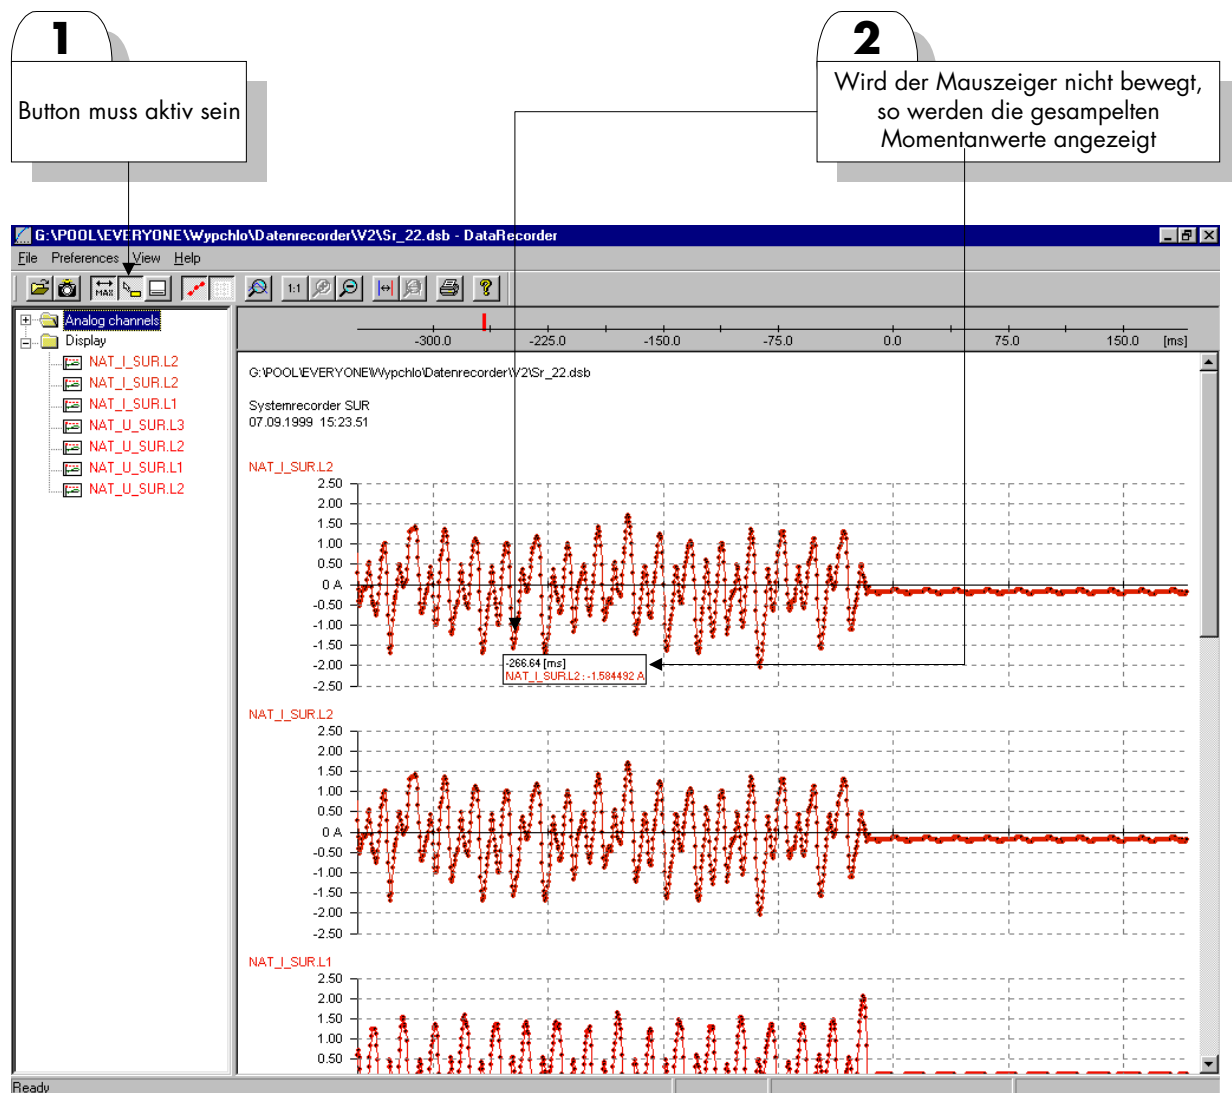 1
Button muss aktiv sein
2
Wird der Mauszeiger nicht bewegt,
so werden die gesampelten
Momentanwerte angezeigt
G:\POOL\EVERYONE\Wypchlo\Datenrecorder\V2\Sr_22.dsb - DataRecorder
File Preferences View Help
MAX 1:1 ?
Analog channels
Display
NAT_I_SUR.L2
NAT_I_SUR.L2
NAT_I_SUR.L1
NAT_U_SUR.L3
NAT_U_SUR.L2
NAT_U_SUR.L1
NAT_U_SUR.L2
-300.0 -225.0 -150.0 -75.0 0.0 75.0 150.0 [ms]
G:\POOL\EVERYONE\Wypchlo\Datenrecorder\V2\Sr_22.dsb
Systemrecorder SUR
07.09.1999 15:23.51
NAT_I_SUR.L2
2.50
2.00
1.50
1.00
0.50
0 A
-0.50
-1.00
-1.50
-2.00
-2.50
-266.64 [ms]
NAT_I_SUR.L2 : -1.584492 A
NAT_I_SUR.L2
2.50
2.00
1.50
1.00
0.50
0 A
-0.50
-1.00
-1.50
-2.00
-2.50
NAT_I_SUR.L1
2.50
2.00
1.50
1.00
0.50
Ready